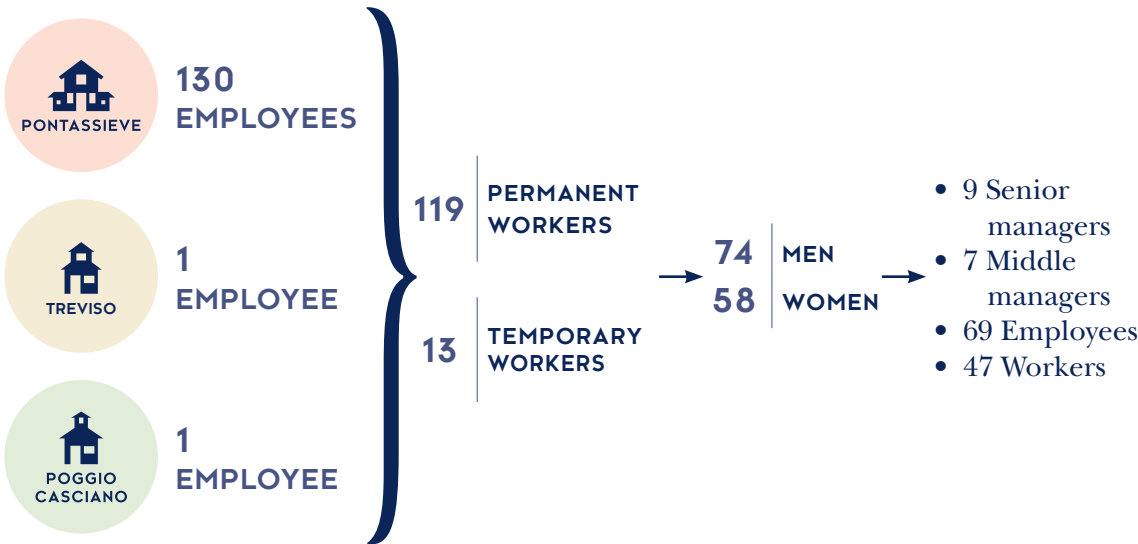 PONTASSIEVE
130
EMPLOYEES
TREVISO
1
EMPLOYEE
POGGIO
CASCIANO
1
EMPLOYEE
119
PERMANENT
WORKERS
13
TEMPORARY
WORKERS
74 MEN
58 WOMEN
• 9 Senior
managers
• 7 Middle
managers
• 69 Employees
• 47 Workers